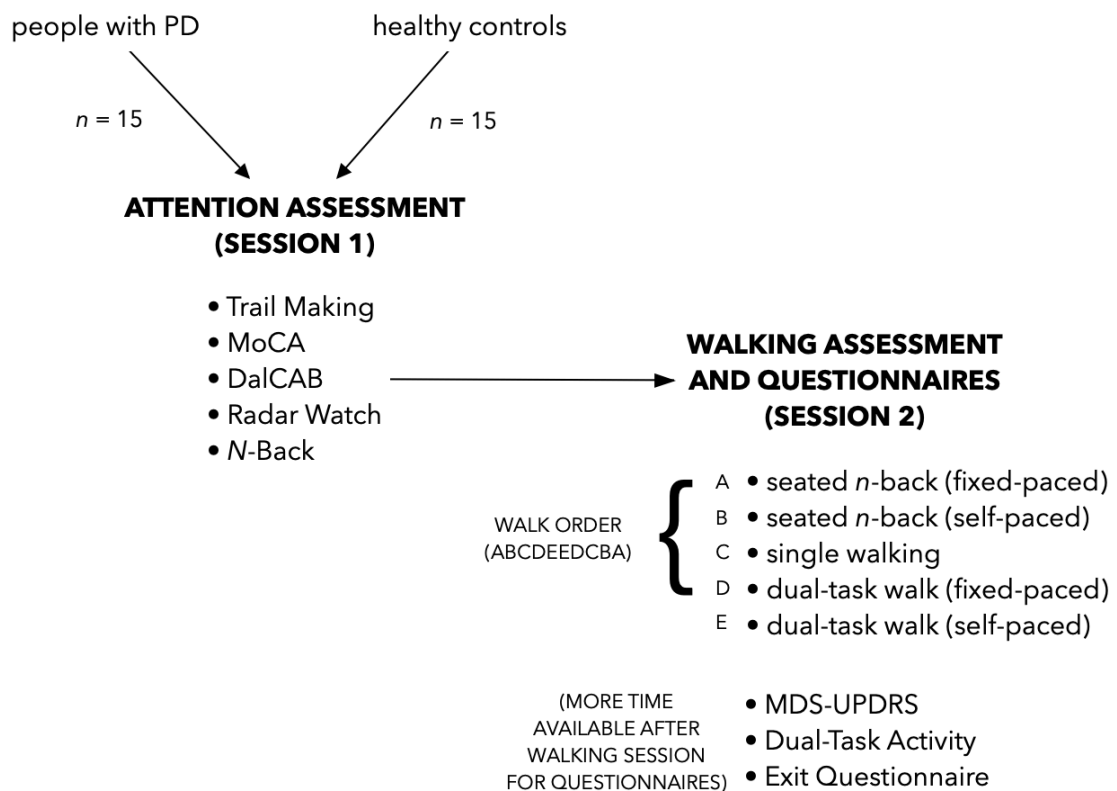 people with PD
healthy controls
n = 15
n = 15
ATTENTION ASSESSMENT
(SESSION 1)
• Trail Making
• MoCA
• DalCAB
• Radar Watch
• N-Back
WALKING ASSESSMENT
AND QUESTIONNAIRES
(SESSION 2)
WALK ORDER
(ABCDEEDCBA)
{
A • seated n-back (fixed-paced)
B • seated n-back (self-paced)
C • single walking
D • dual-task walk (fixed-paced)
E • dual-task walk (self-paced)
(MORE TIME
AVAILABLE AFTER
WALKING SESSION
FOR QUESTIONNAIRES)
• MDS-UPDRS
• Dual-Task Activity
• Exit Questionnaire